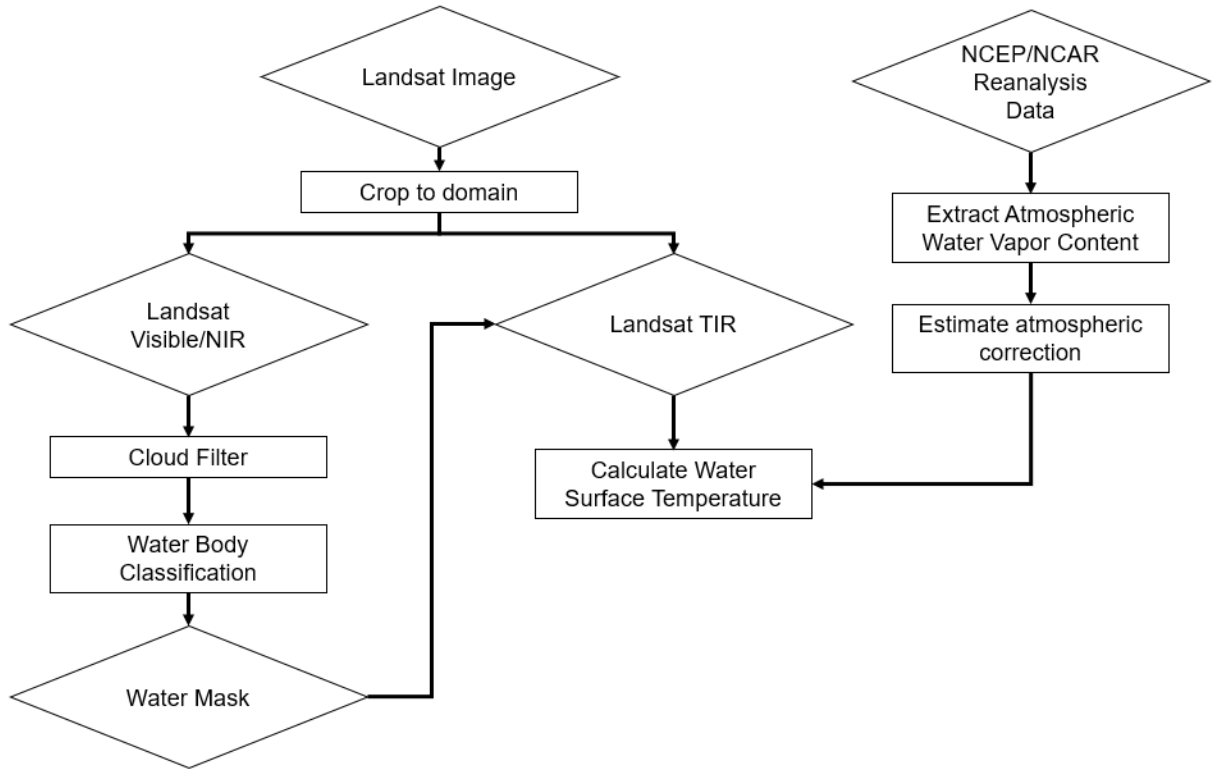 Landsat Image
NCEP/NCAR
Reanalysis
Data
Crop to domain
Extract Atmospheric
Water Vapor Content
Landsat
Visible/NIR
Landsat TIR
Estimate atmospheric
correction
Cloud Filter
Calculate Water
Surface Temperature
Water Body
Classification
Water Mask